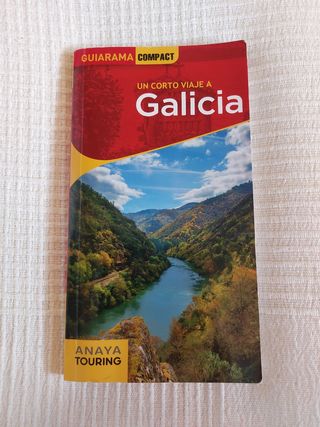 GUIARAMA COMPACT
UN CORTO VIAJE A
Galicia
ANAYA
TOURING